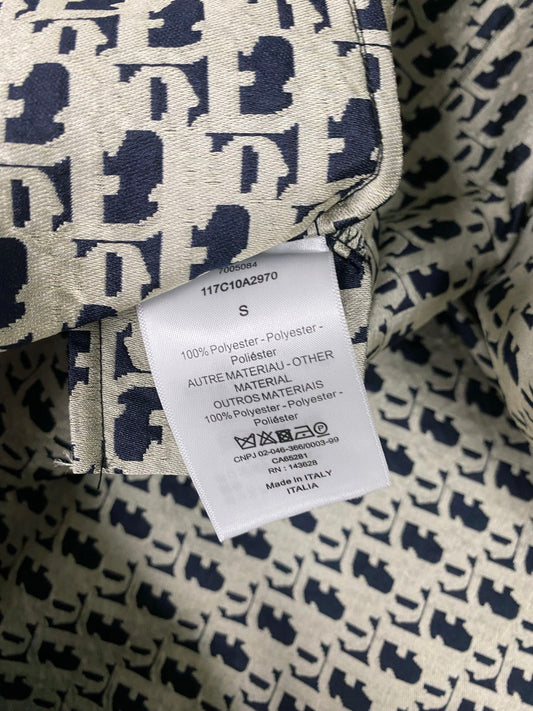 7005084
117C10A2970
S
100% Polyester - Polyester -
Poliéster
AUTRE MATERIAU - OTHER
MATERIAL
OUTROS MATERIAIS
100% Polyester - Polyester -
Poliéster
CNPJ 02-046-366/0003-99
CA65281
RN : 143628
MADE IN ITALY
ITALIA